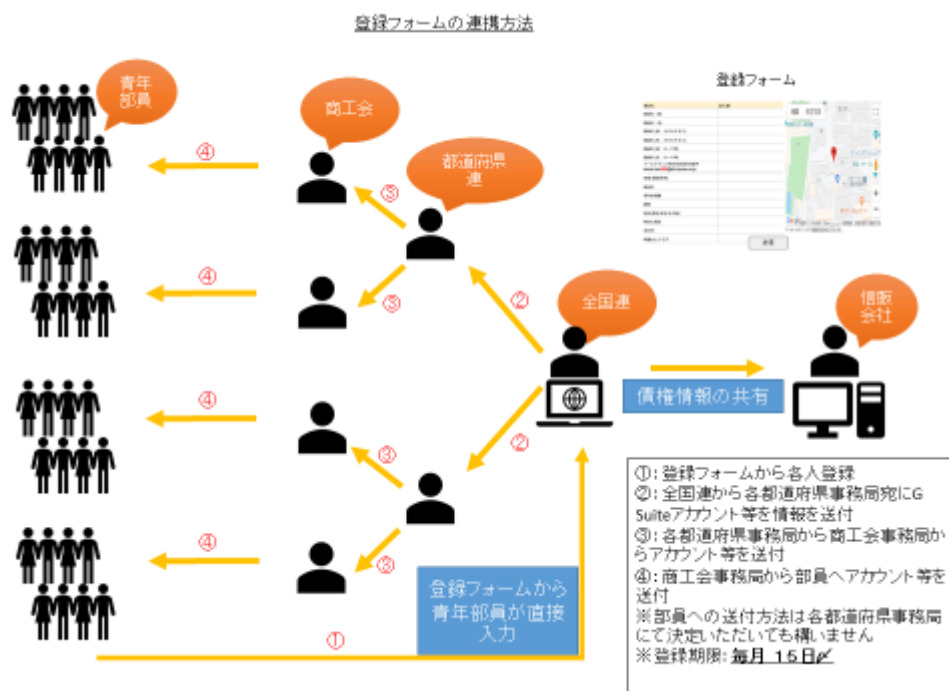 登録フォームの連携方法
青年
部員
商工会
都道府県
連
登録フォーム
全国連
信販
会社
④
③
④
③
②
④
③
②
④
③
①
債権情報の共有
登録フォームから
青年部員が直接
入力
①：登録フォームから各人登録
②：全国連から各都道府県事務局宛にG
Suiteアカウント等を情報を送付
③：各都道府県事務局から商工会事務局か
らアカウント等を送付
④：商工会事務局から部員へアカウント等を
送付
※部員への送付方法は各都道府県事務局
にて決定いただいても構いません
※登録期限：毎月 15日〆